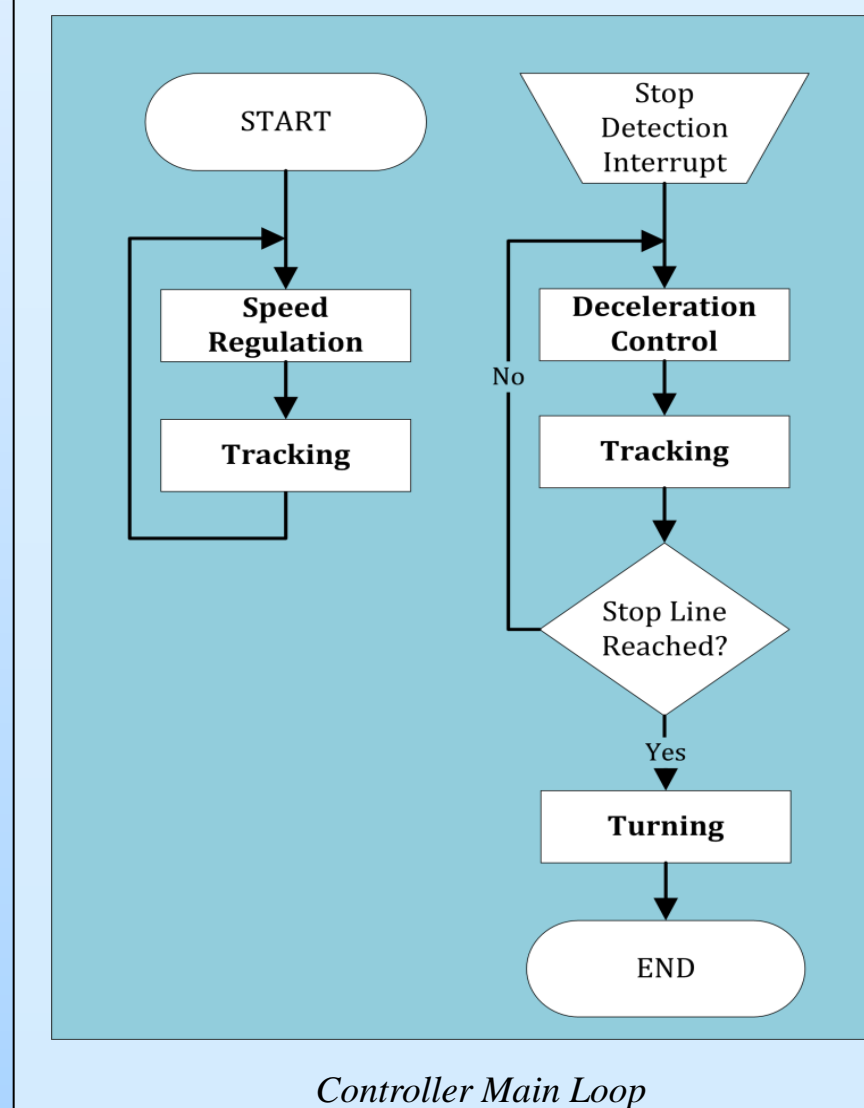 START
Speed
Regulation
Tracking
Stop
Detection
Interrupt
Deceleration
Control
No
Tracking
Stop Line
Reached?
Yes
Turning
END
Controller Main Loop